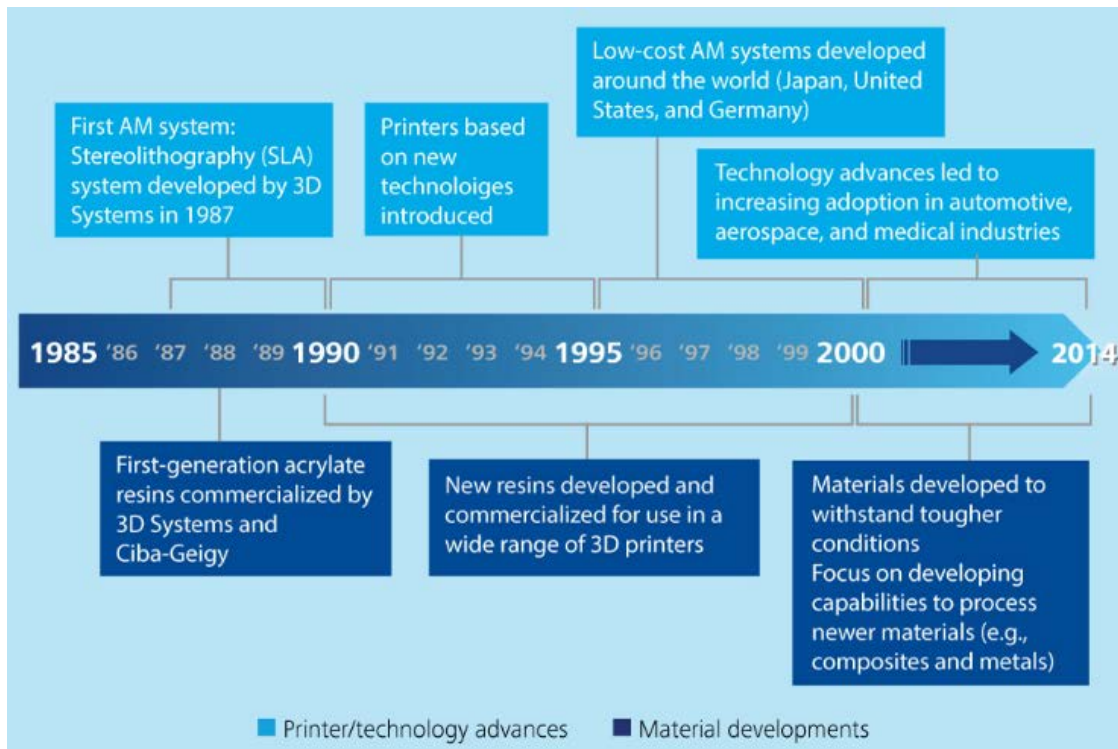 Low-cost AM systems developed
around the world (Japan, United
States, and Germany)
First AM system:
Stereolithography (SLA)
system developed by 3D
Systems in 1987
Printers based
on new
technoloiges
introduced
Technology advances led to
increasing adoption in automotive,
aerospace, and medical industries
1985 '86 '87 '88 '89 1990 '91 '92 '93 '94 1995 '96 '97 '98 '99 2000 2014
First-generation acrylate
resins commercialized by
3D Systems and
Ciba-Geigy
New resins developed and
commercialized for use in a
wide range of 3D printers
Materials developed to
withstand tougher
conditions
Focus on developing
capabilities to process
newer materials (e.g.,
composites and metals)
Printer/technology advances
Material developments